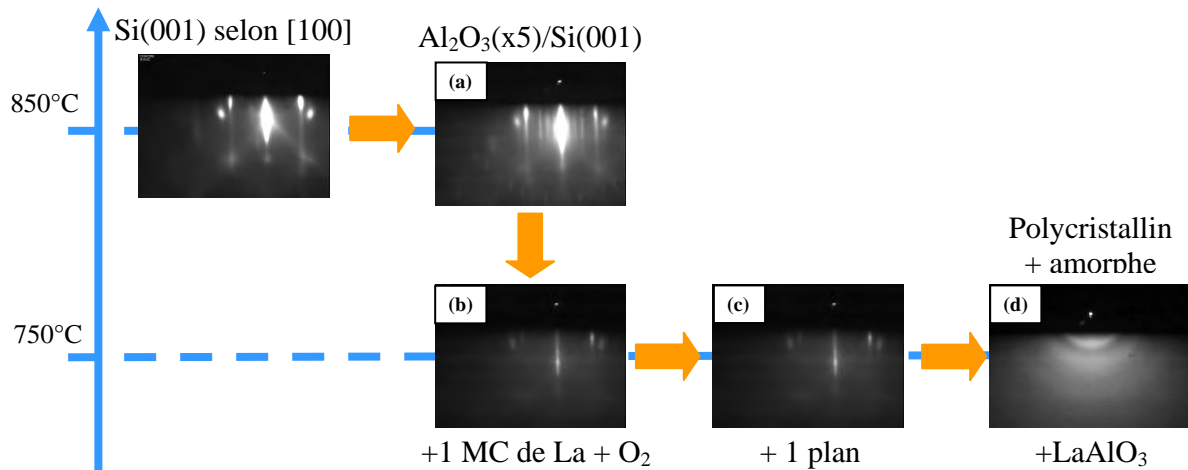 Si(001) selon [100]
Al₂O₃(x5)/Si(001)
(a)
850°C
Polycristallin
+ amorphe
(b)
(c)
(d)
750°C
+1 MC de La + O₂
+ 1 plan
+LaAlO₃